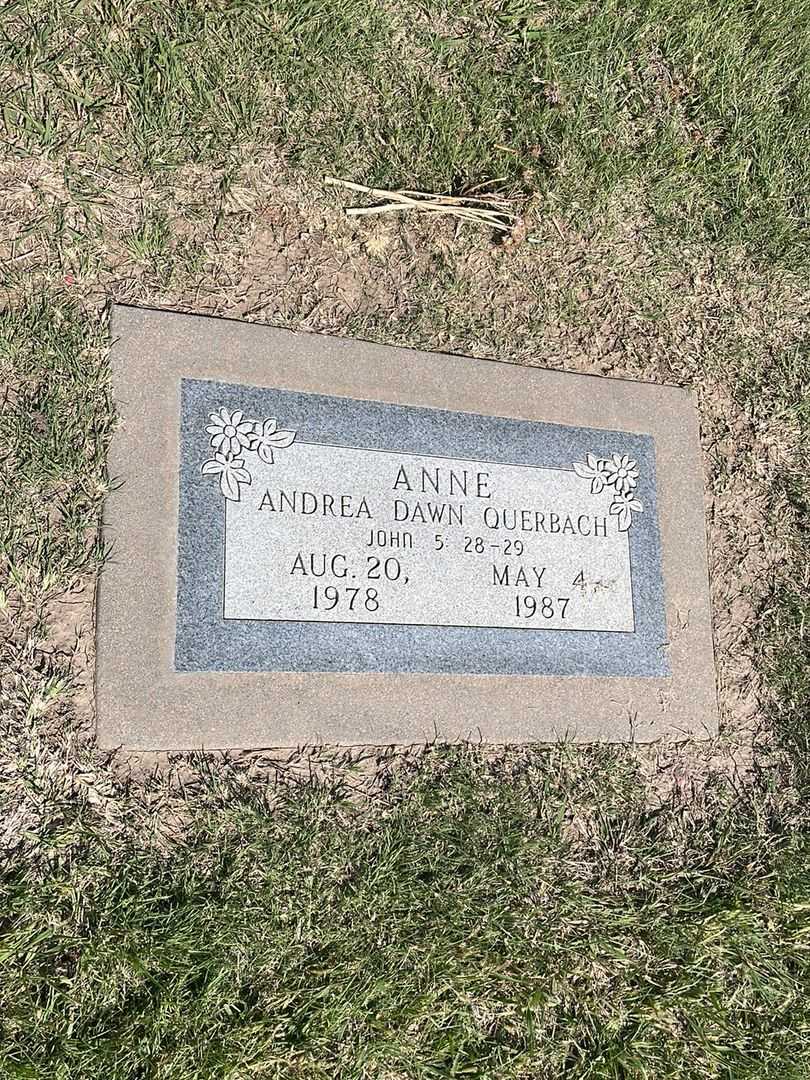 ANNE
ANDREA DAWN QUERBACH
JOHN 5: 28-29
AUG. 20, MAY 4
1978 1987